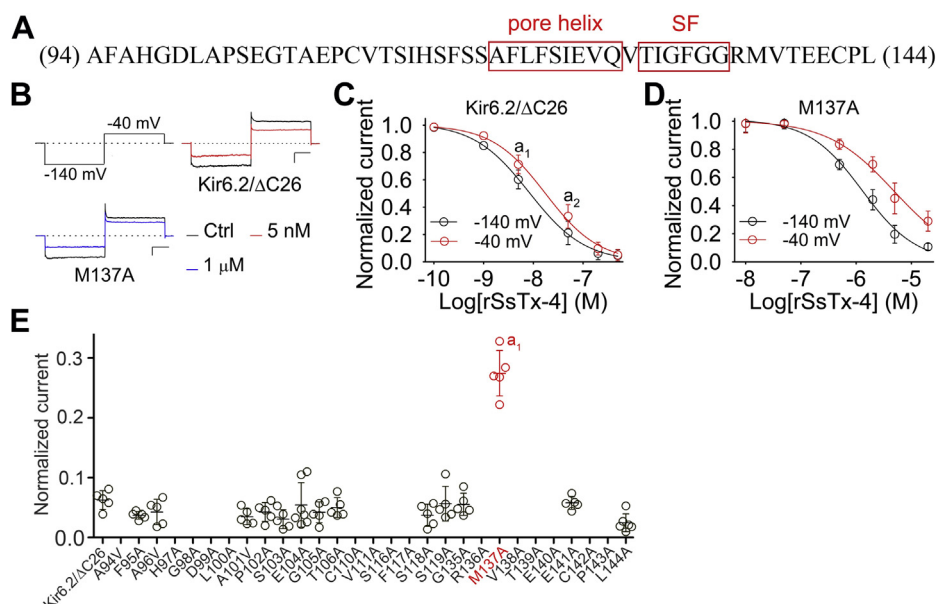 A
pore helix
SF
(94) AFAHGDLAPSEGTAEPCVTSIHSFSSAFLFSIEVQVTIGFGGRMVTEECPL (144)
B
-40 mV
-140 mV
Kir6.2/ΔC26
Ctrl
5 nM
1 μM
M137A
C
Kir6.2/ΔC26
Normalized current
1.0
0.8
0.6
0.4
0.2
0.0
a1
a2
-140 mV
-40 mV
-10
-9
-8
-7
Log[rSsTx-4] (M)
D
M137A
Normalized current
1.0
0.8
0.6
0.4
0.2
0.0
-140 mV
-40 mV
-8
-7
-6
-5
Log[rSsTx-4] (M)
E
Normalized current
0.3
0.2
0.1
0.0
a1
Kir6.2/ΔC26
A94V
F95A
A96V
H97A
G98A
D99A
L100A
A101V
P102A
S103A
E104A
G105A
T106A
C110A
V111A
S116A
F117A
S118A
S119A
G135A
R136A
M137A
V138A
T139A
E140A
E141A
C142A
P143A
L144A